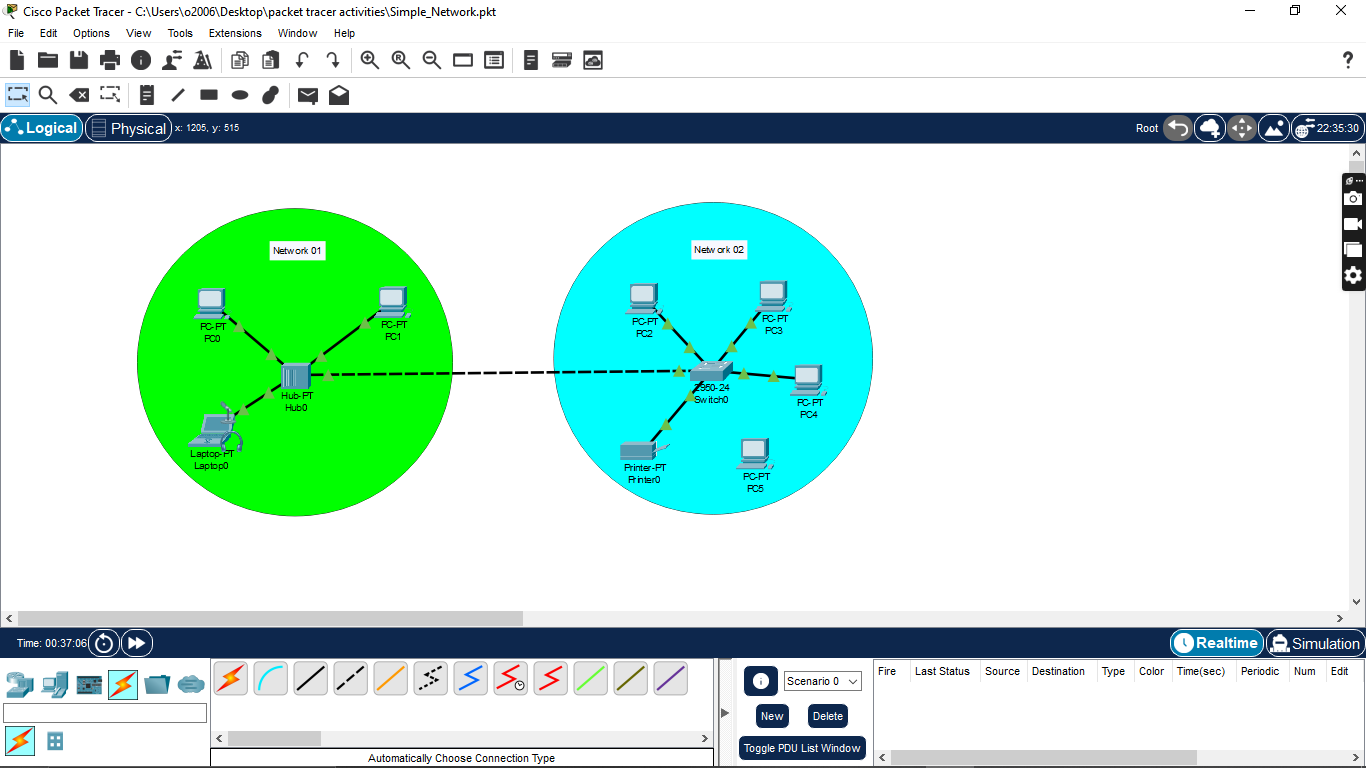 Cisco Packet Tracer - C:\Users\o2006\Desktop\packet tracer activities\Simple_Network.pkt
File Edit Options View Tools Extensions Window Help
Logical Physical x: 1205, y: 515 Root 22:35:30
Network 01
PC-PT
PC0
PC-PT
PC1
Hub-PT
Hub0
Laptop-PT
Laptop0
Network 02
PC-PT
PC2
PC-PT
PC3
2950-24
Switch0
PC-PT
PC4
Printer-PT
Printer0
PC-PT
PC5
Time: 00:37:06 Realtime Simulation
Scenario 0
New Delete
Toggle PDU List Window
Fire Last Status Source Destination Type Color Time(sec) Periodic Num Edit
Automatically Choose Connection Type